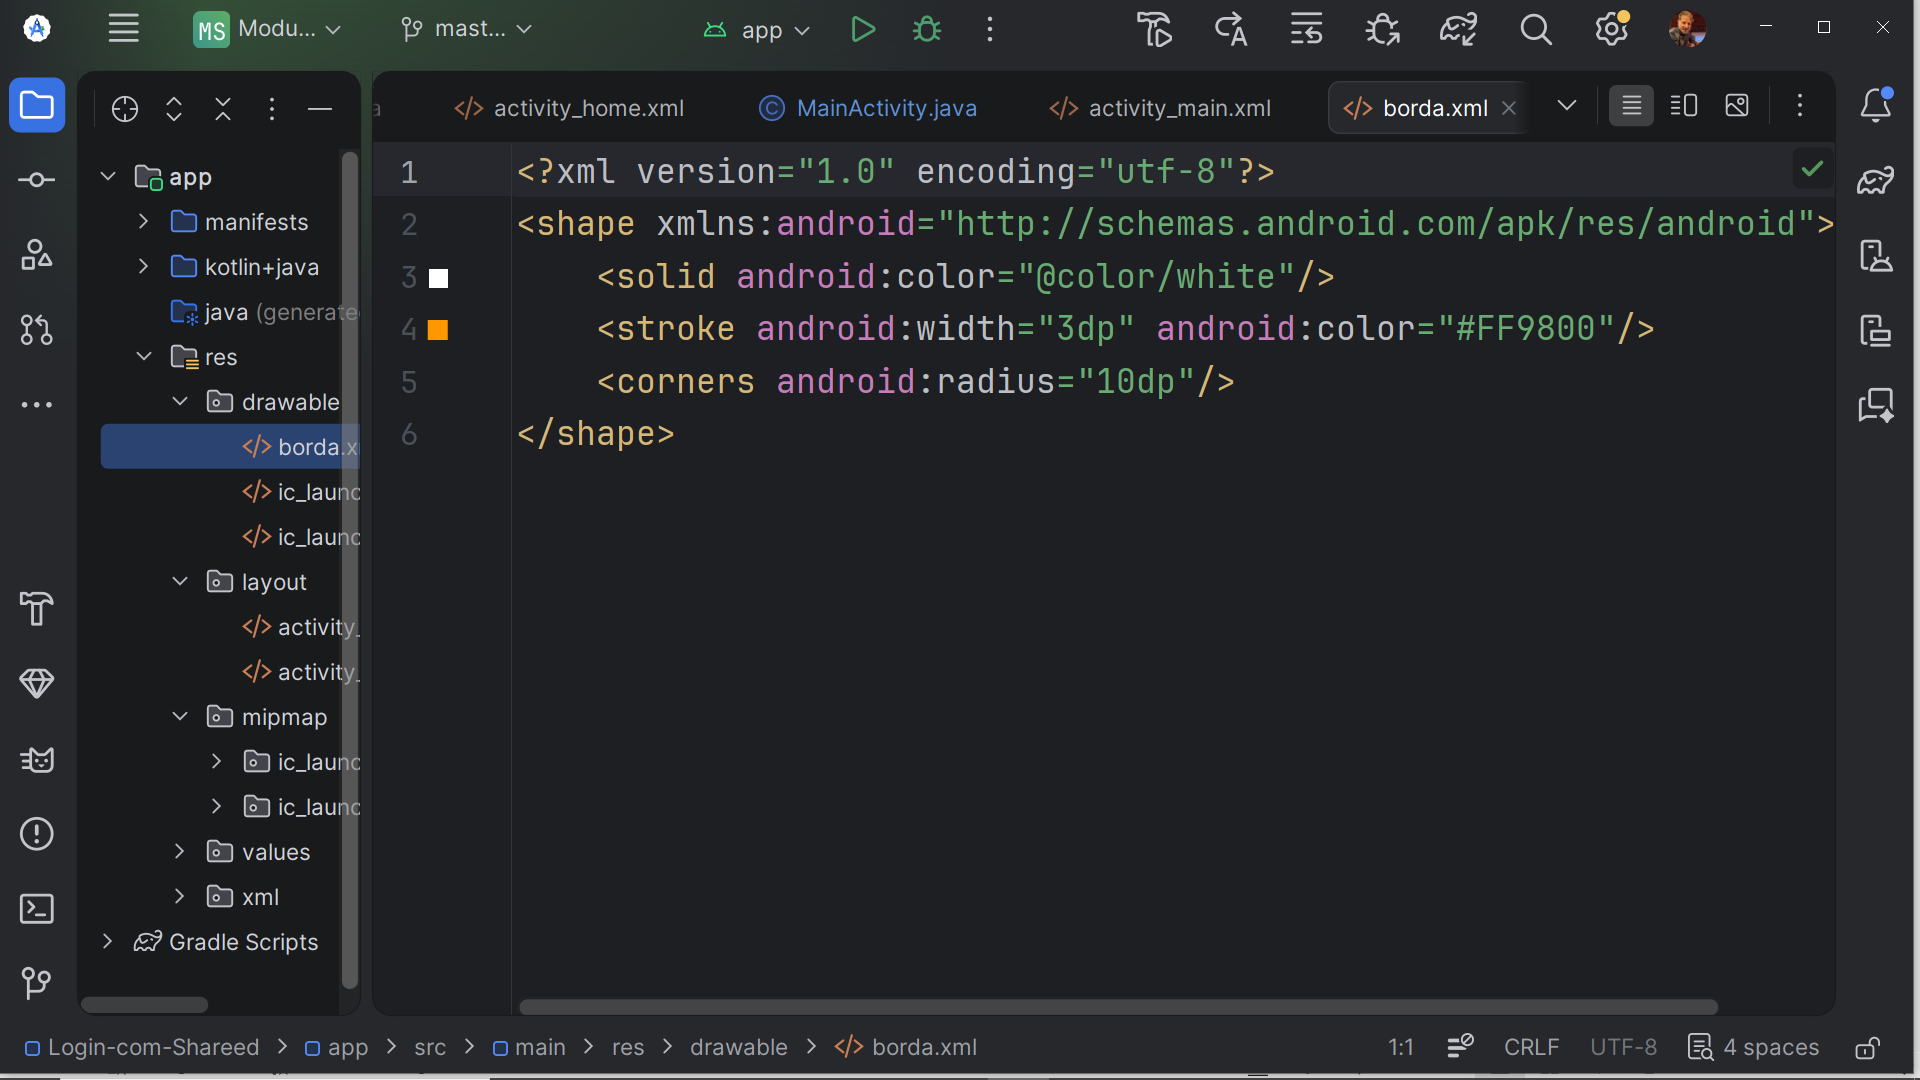 MS Modu... mast... app
activity_home.xml MainActivity.java activity_main.xml borda.xml
app
manifests
kotlin+java
java (generate
res
drawable
borda.x
ic_launc
ic_launc
layout
activity_
activity_
mipmap
ic_launc
ic_launc
values
xml
Gradle Scripts
1 <?xml version="1.0" encoding="utf-8"?>
2 <shape xmlns:android="http://schemas.android.com/apk/res/android">
3 <solid android:color="@color/white"/>
4 <stroke android:width="3dp" android:color="#FF9800"/>
5 <corners android:radius="10dp"/>
6 </shape>
Login-com-Shareed > app > src > main > res > drawable > borda.xml 1:1 CRLF UTF-8 4 spaces